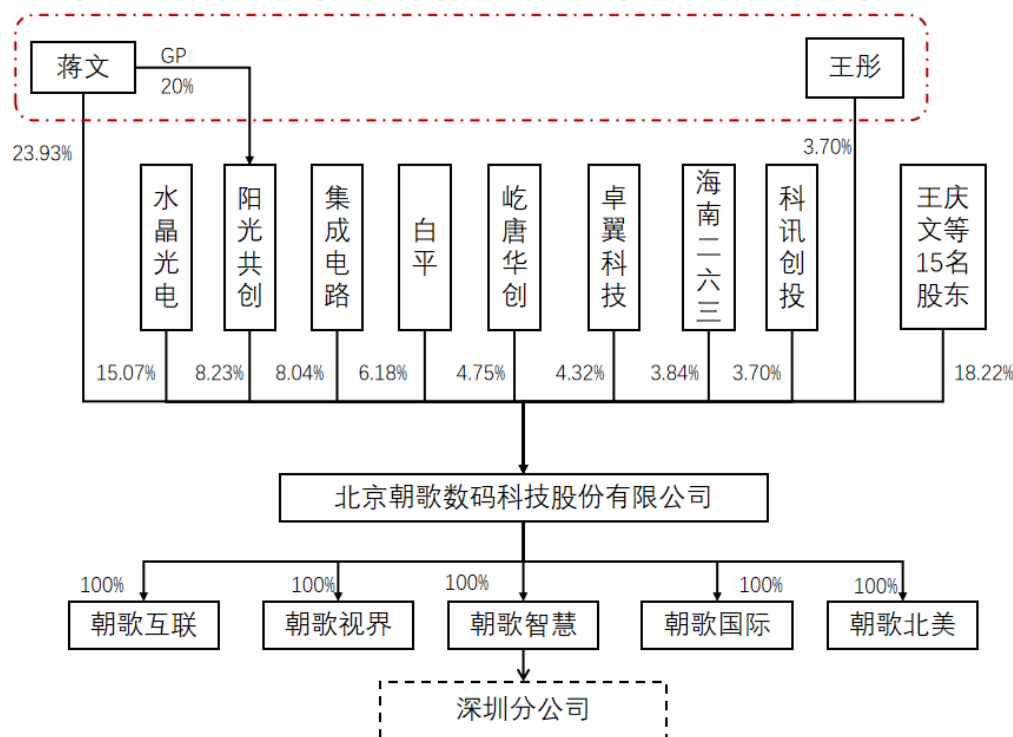 蒋文
GP
20%
王彤
23.93%
3.70%
水晶光电
阳光共创
集成电路
白平
屹唐华创
卓翼科技
海南二六三
科讯创投
王庆文等15名股东
15.07%
8.23%
8.04%
6.18%
4.75%
4.32%
3.84%
3.70%
18.22%
北京朝歌数码科技股份有限公司
100%
100%
100%
100%
100%
朝歌互联
朝歌视界
朝歌智慧
朝歌国际
朝歌北美
深圳分公司